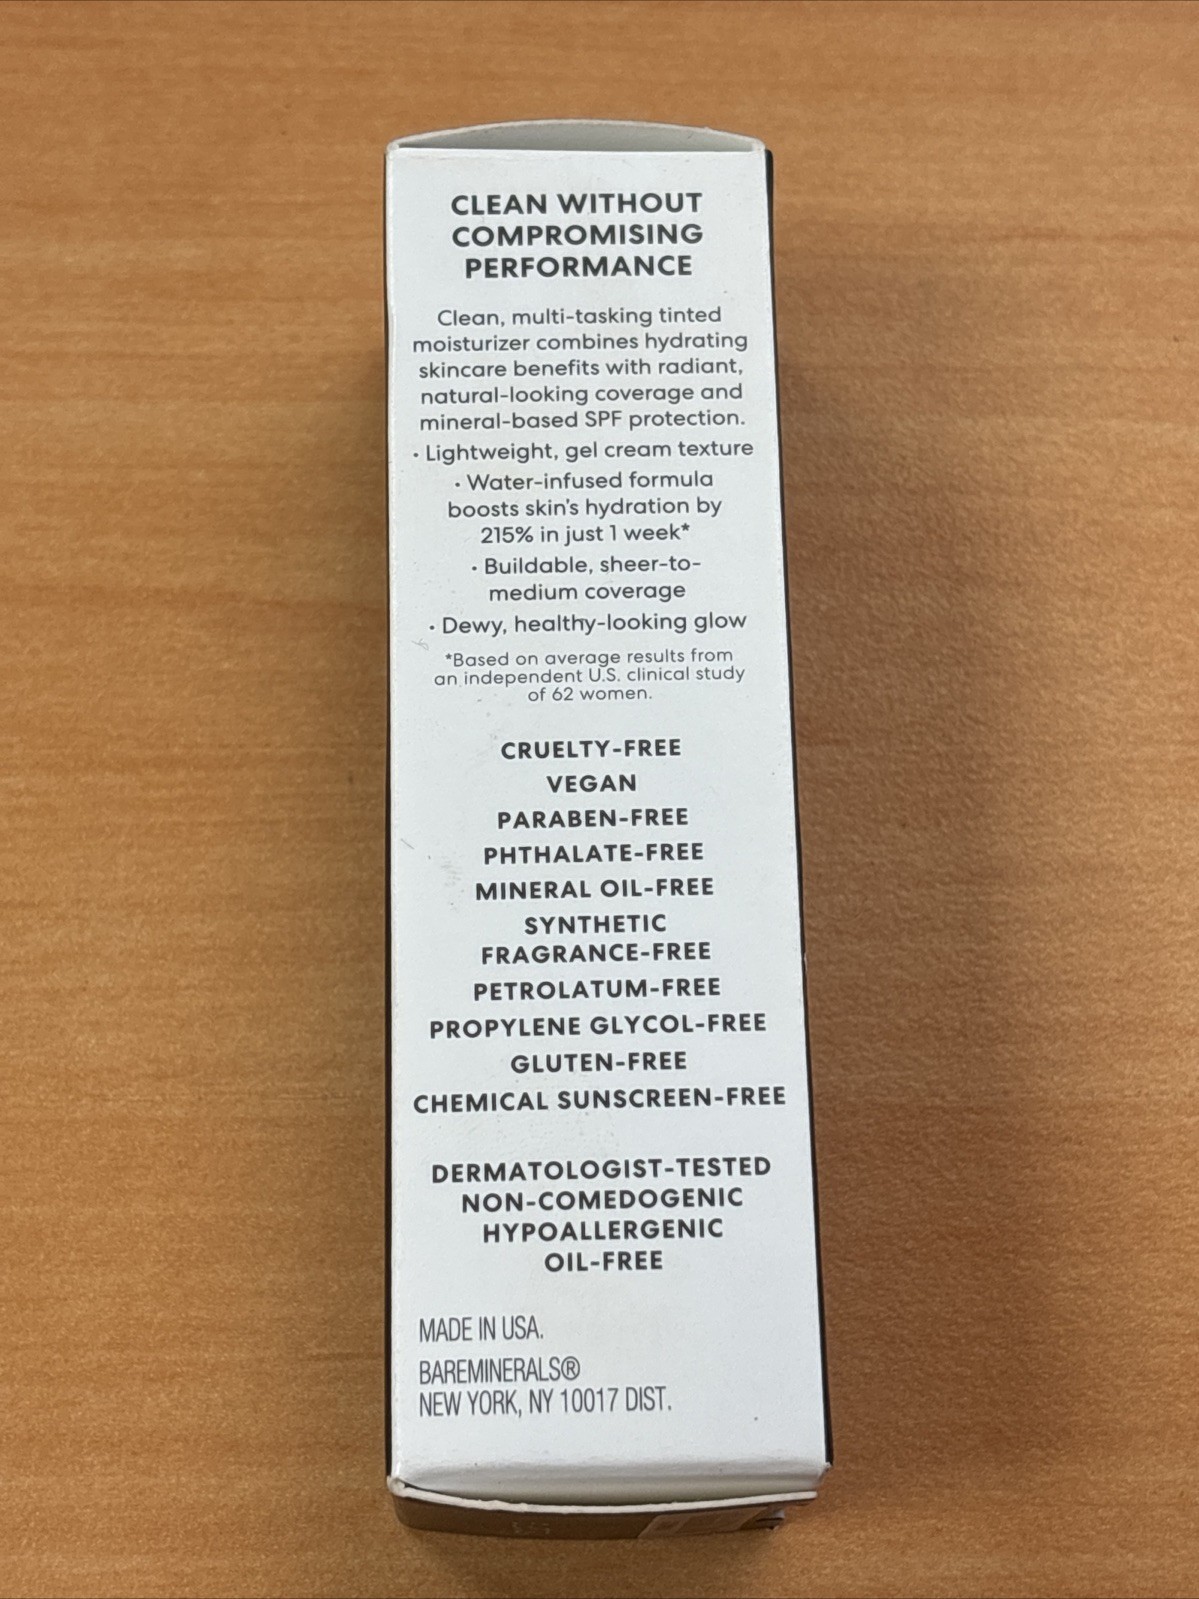 CLEAN WITHOUT
COMPROMISING
PERFORMANCE
Clean, multi-tasking tinted
moisturizer combines hydrating
skincare benefits with radiant,
natural-looking coverage and
mineral-based SPF protection.
• Lightweight, gel cream texture
• Water-infused formula
boosts skin's hydration by
215% in just 1 week*
• Buildable, sheer-to-
medium coverage
• Dewy, healthy-looking glow
*Based on average results from
an independent U.S. clinical study
of 62 women.
CRUELTY-FREE
VEGAN
PARABEN-FREE
PHTHALATE-FREE
MINERAL OIL-FREE
SYNTHETIC
FRAGRANCE-FREE
PETROLATUM-FREE
PROPYLENE GLYCOL-FREE
GLUTEN-FREE
CHEMICAL SUNSCREEN-FREE
DERMATOLOGIST-TESTED
NON-COMEDOGENIC
HYPOALLERGENIC
OIL-FREE
MADE IN USA.
BAREMINERALS®
NEW YORK, NY 10017 DIST.